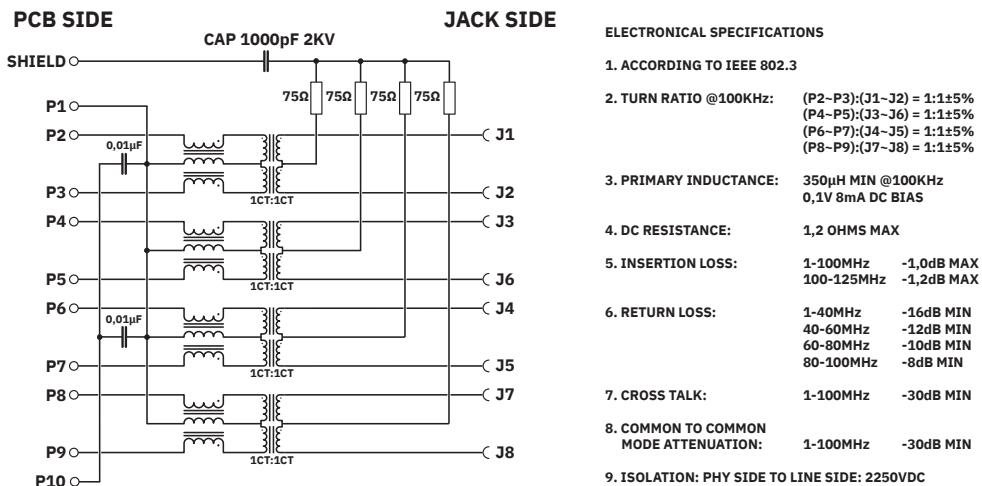 PCB SIDE
JACK SIDE
CAP 1000pF 2KV
SHIELD
75Ω 75Ω 75Ω 75Ω
P1
P2
J1
0,01µF
P3
J2
1CT:1CT
P4
J3
P5
J6
1CT:1CT
P6
J4
0,01µF
P7
J5
1CT:1CT
P8
J7
P9
J8
1CT:1CT
P10
ELECTRONICAL SPECIFICATIONS
1. ACCORDING TO IEEE 802.3
2. TURN RATIO @100KHz: (P2~P3):(J1~J2) = 1:1±5%
(P4~P5):(J3~J6) = 1:1±5%
(P6~P7):(J4~J5) = 1:1±5%
(P8~P9):(J7~J8) = 1:1±5%
3. PRIMARY INDUCTANCE: 350µH MIN @100KHz
0,1V 8mA DC BIAS
4. DC RESISTANCE: 1,2 OHMS MAX
5. INSERTION LOSS: 1-100MHz -1,0dB MAX
100-125MHz -1,2dB MAX
6. RETURN LOSS: 1-40MHz -16dB MIN
40-60MHz -12dB MIN
60-80MHz -10dB MIN
80-100MHz -8dB MIN
7. CROSS TALK: 1-100MHz -30dB MIN
8. COMMON TO COMMON
MODE ATTENUATION: 1-100MHz -30dB MIN
9. ISOLATION: PHY SIDE TO LINE SIDE: 2250VDC